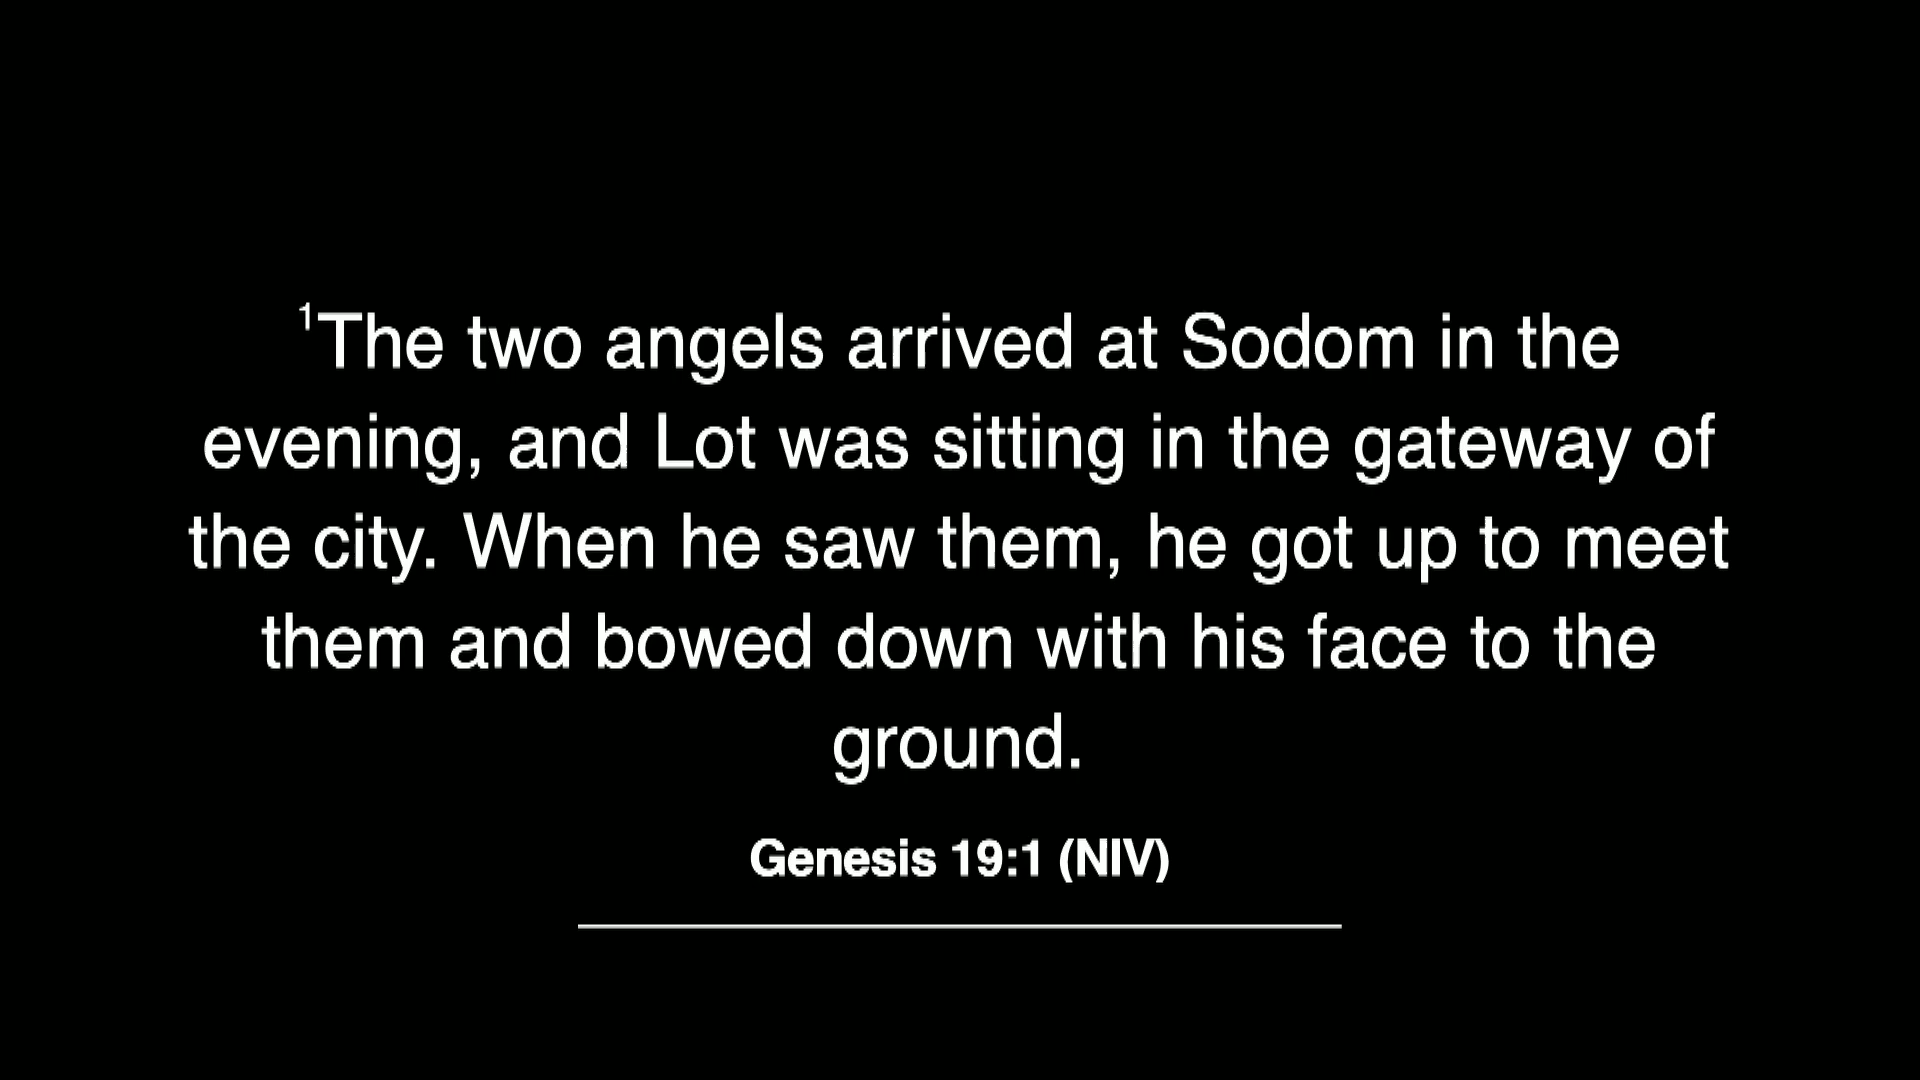 ¹The two angels arrived at Sodom in the
evening, and Lot was sitting in the gateway of
the city. When he saw them, he got up to meet
them and bowed down with his face to the
ground.
Genesis 19:1 (NIV)